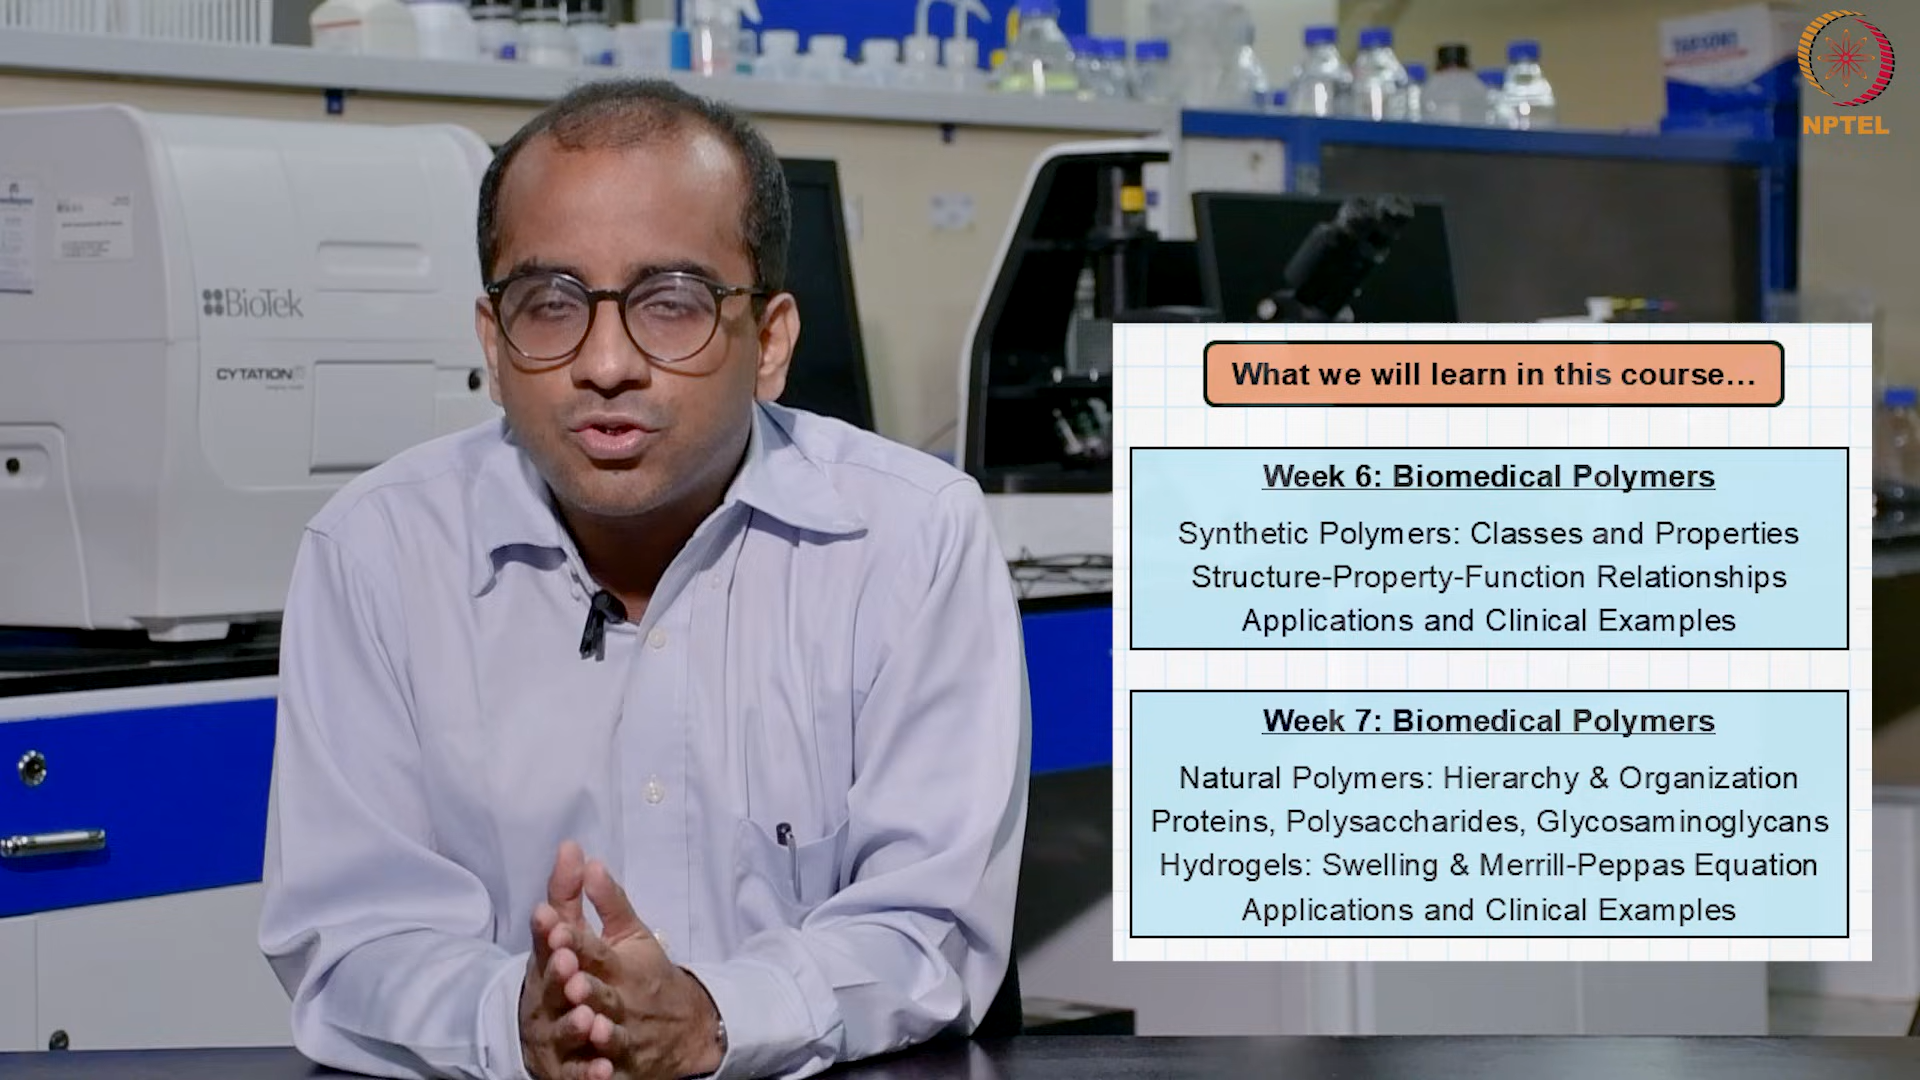 NPTEL
BioTek
CYTATION
What we will learn in this course...
Week 6: Biomedical Polymers
Synthetic Polymers: Classes and Properties
Structure-Property-Function Relationships
Applications and Clinical Examples
Week 7: Biomedical Polymers
Natural Polymers: Hierarchy & Organization
Proteins, Polysaccharides, Glycosaminoglycans
Hydrogels: Swelling & Merrill-Peppas Equation
Applications and Clinical Examples